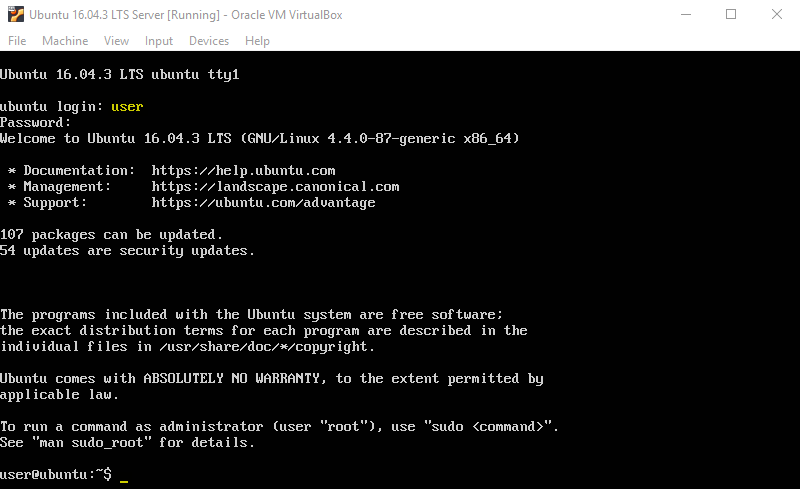 Ubuntu 16.04.3 LTS Server [Running] - Oracle VM VirtualBox
File Machine View Input Devices Help
Ubuntu 16.04.3 LTS ubuntu tty1
ubuntu login: user
Password:
Welcome to Ubuntu 16.04.3 LTS (GNU/Linux 4.4.0-87-generic x86_64)
* Documentation: https://help.ubuntu.com
* Management: https://landscape.canonical.com
* Support: https://ubuntu.com/advantage
107 packages can be updated.
54 updates are security updates.
The programs included with the Ubuntu system are free software;
the exact distribution terms for each program are described in the
individual files in /usr/share/doc/*/copyright.
Ubuntu comes with ABSOLUTELY NO WARRANTY, to the extent permitted by
applicable law.
To run a command as administrator (user "root"), use "sudo <command>".
See "man sudo_root" for details.
user@ubuntu:~$ _